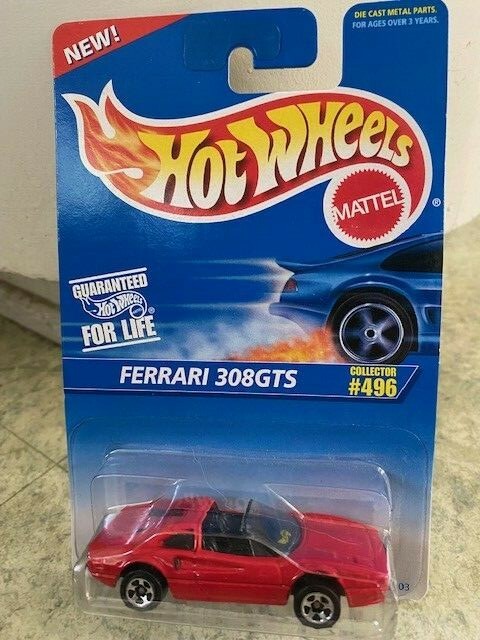 NEW!
DIE CAST METAL PARTS.
FOR AGES OVER 3 YEARS.
HOT WHEELS
MATTEL
®
GUARANTEED
Hot Wheels ®
FOR LIFE
FERRARI 308GTS
COLLECTOR
#496
03